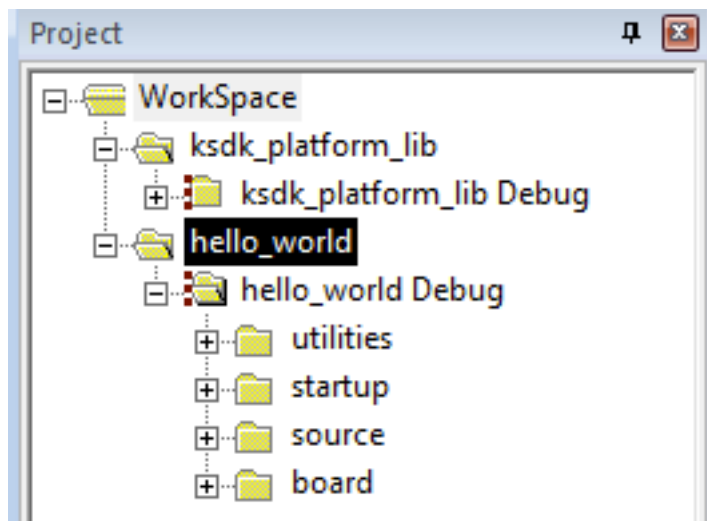 Project
WorkSpace
ksdk_platform_lib
ksdk_platform_lib Debug
hello_world
hello_world Debug
utilities
startup
source
board